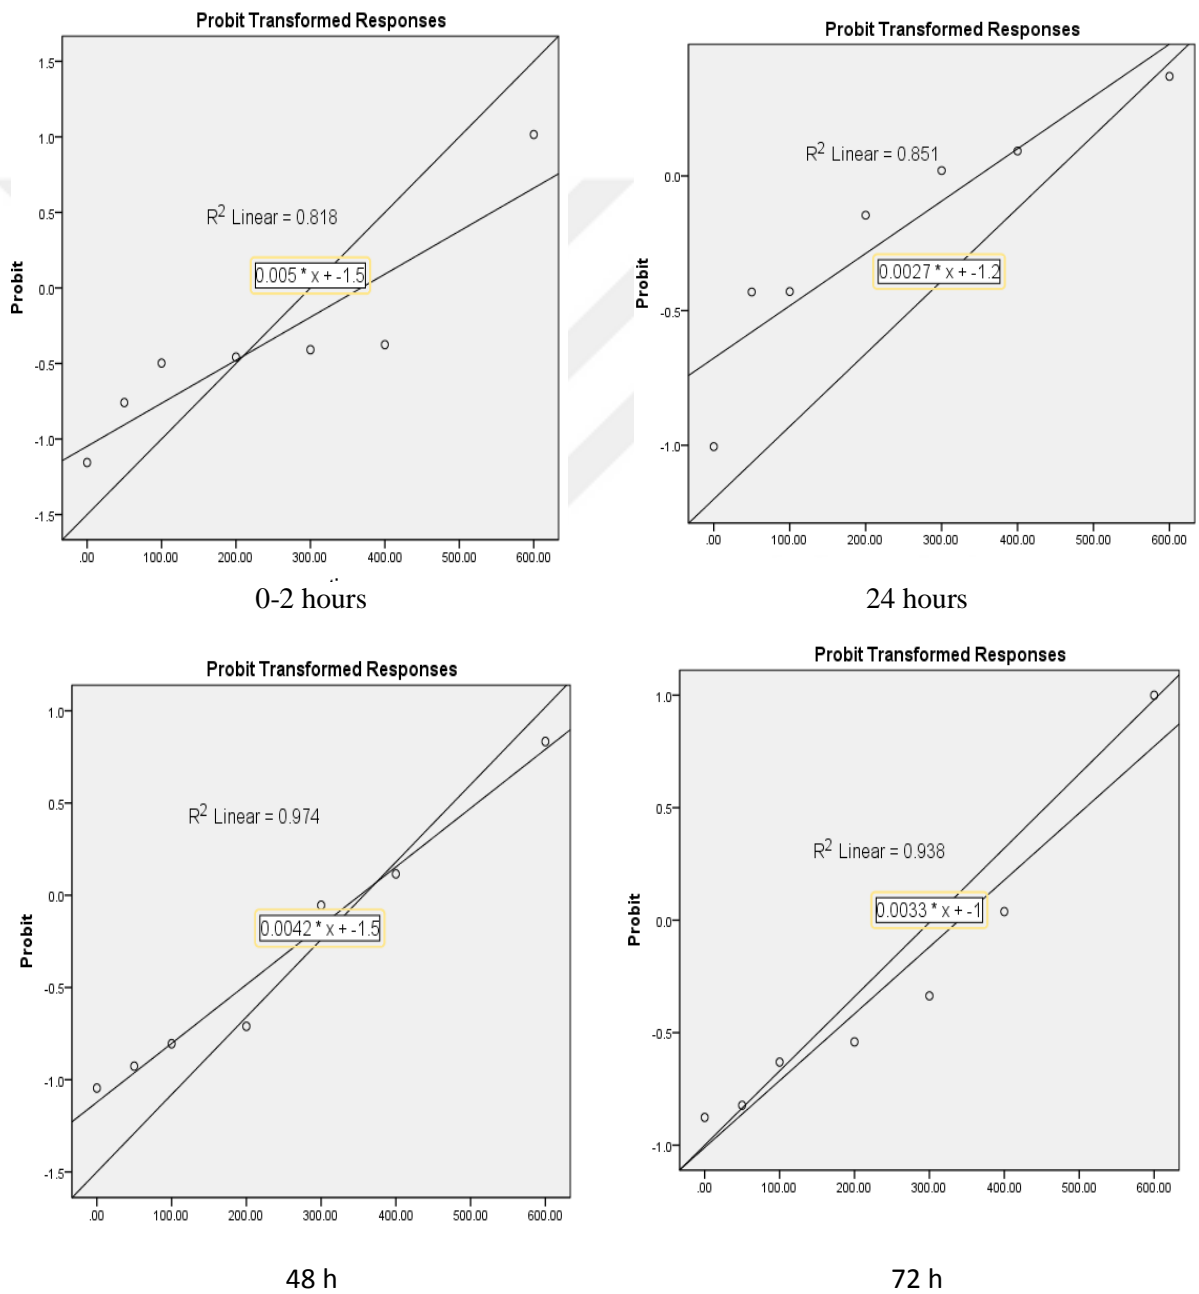 Probit Transformed Responses
Probit
1.5
1.0
0.5
0.0
-0.5
-1.0
-1.5
R2 Linear = 0.818
0.005 * x + -1.5
.00 100.00 200.00 300.00 400.00 500.00 600.00
0-2 hours
Probit Transformed Responses
Probit
0.0
-0.5
-1.0
R2 Linear = 0.851
0.0027 * x + -1.2
.00 100.00 200.00 300.00 400.00 500.00 600.00
24 hours
Probit Transformed Responses
Probit
1.0
0.5
0.0
-0.5
-1.0
-1.5
R2 Linear = 0.974
0.0042 * x + -1.5
.00 100.00 200.00 300.00 400.00 500.00 600.00
48 h
Probit Transformed Responses
Probit
1.0
0.5
0.0
-0.5
-1.0
R2 Linear = 0.938
0.0033 * x + -1
.00 100.00 200.00 300.00 400.00 500.00 600.00
72 h